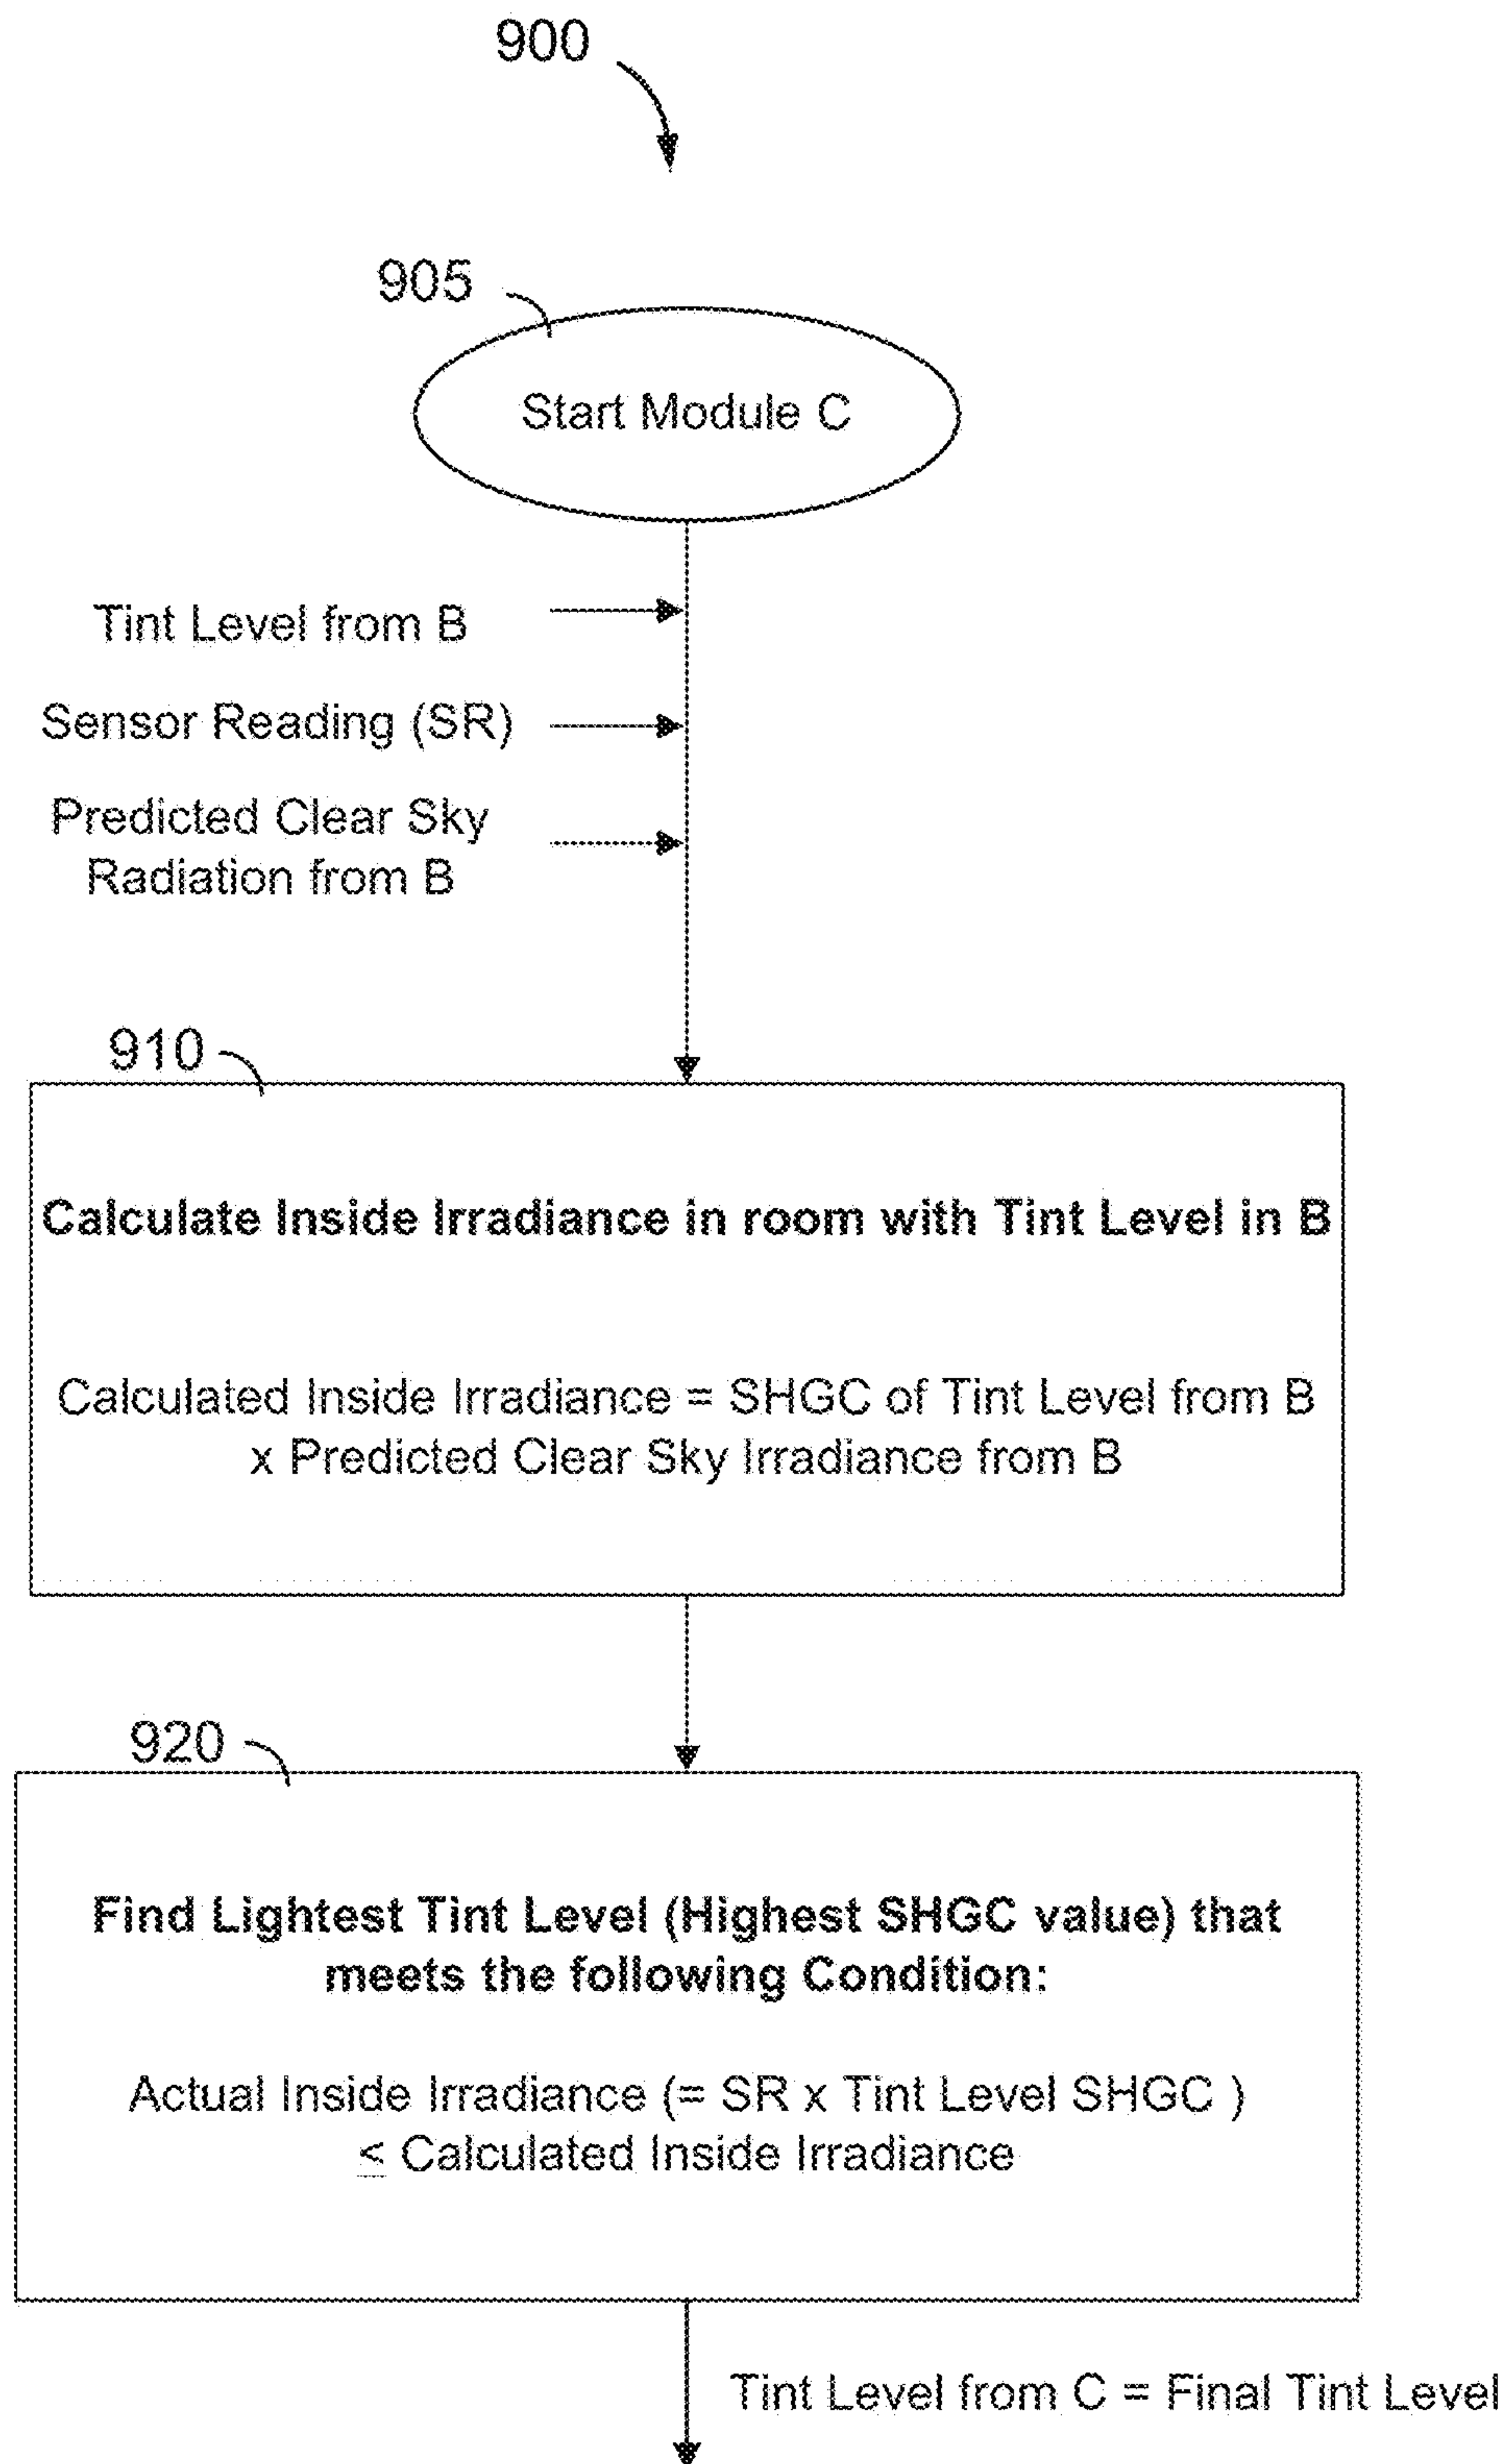 900
905
Start Module C
Tint Level from B
Sensor Reading (SR)
Predicted Clear Sky
Radiation from B
910
Calculate Inside Irradiance in room with Tint Level in B
Calculated Inside Irradiance = SHGC of Tint Level from B
x Predicted Clear Sky Irradiance from B
920
Find Lightest Tint Level (Highest SHGC value) that
meets the following Condition:
Actual Inside Irradiance (= SR x Tint Level SHGC )
≤ Calculated Inside Irradiance
Tint Level from C = Final Tint Level